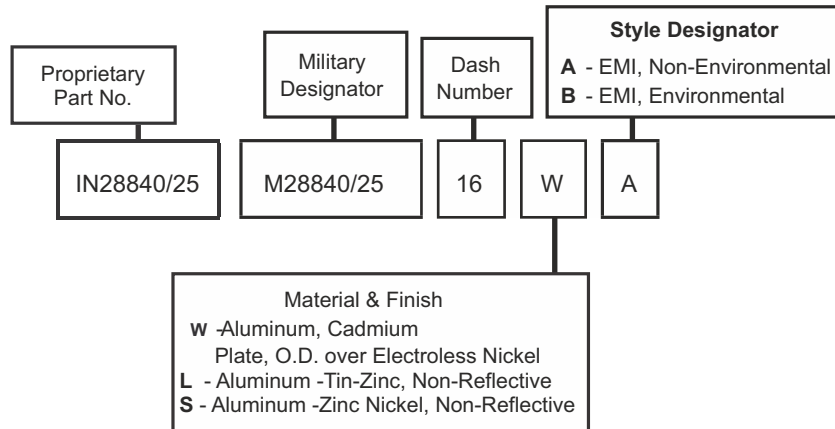 Proprietary
Part No.
Military
Designator
Dash
Number
Style Designator
A - EMI, Non-Environmental
B - EMI, Environmental
IN28840/25
M28840/25
16
W
A
Material & Finish
W -Aluminum, Cadmium
Plate, O.D. over Electroless Nickel
L - Aluminum -Tin-Zinc, Non-Reflective
S - Aluminum -Zinc Nickel, Non-Reflective